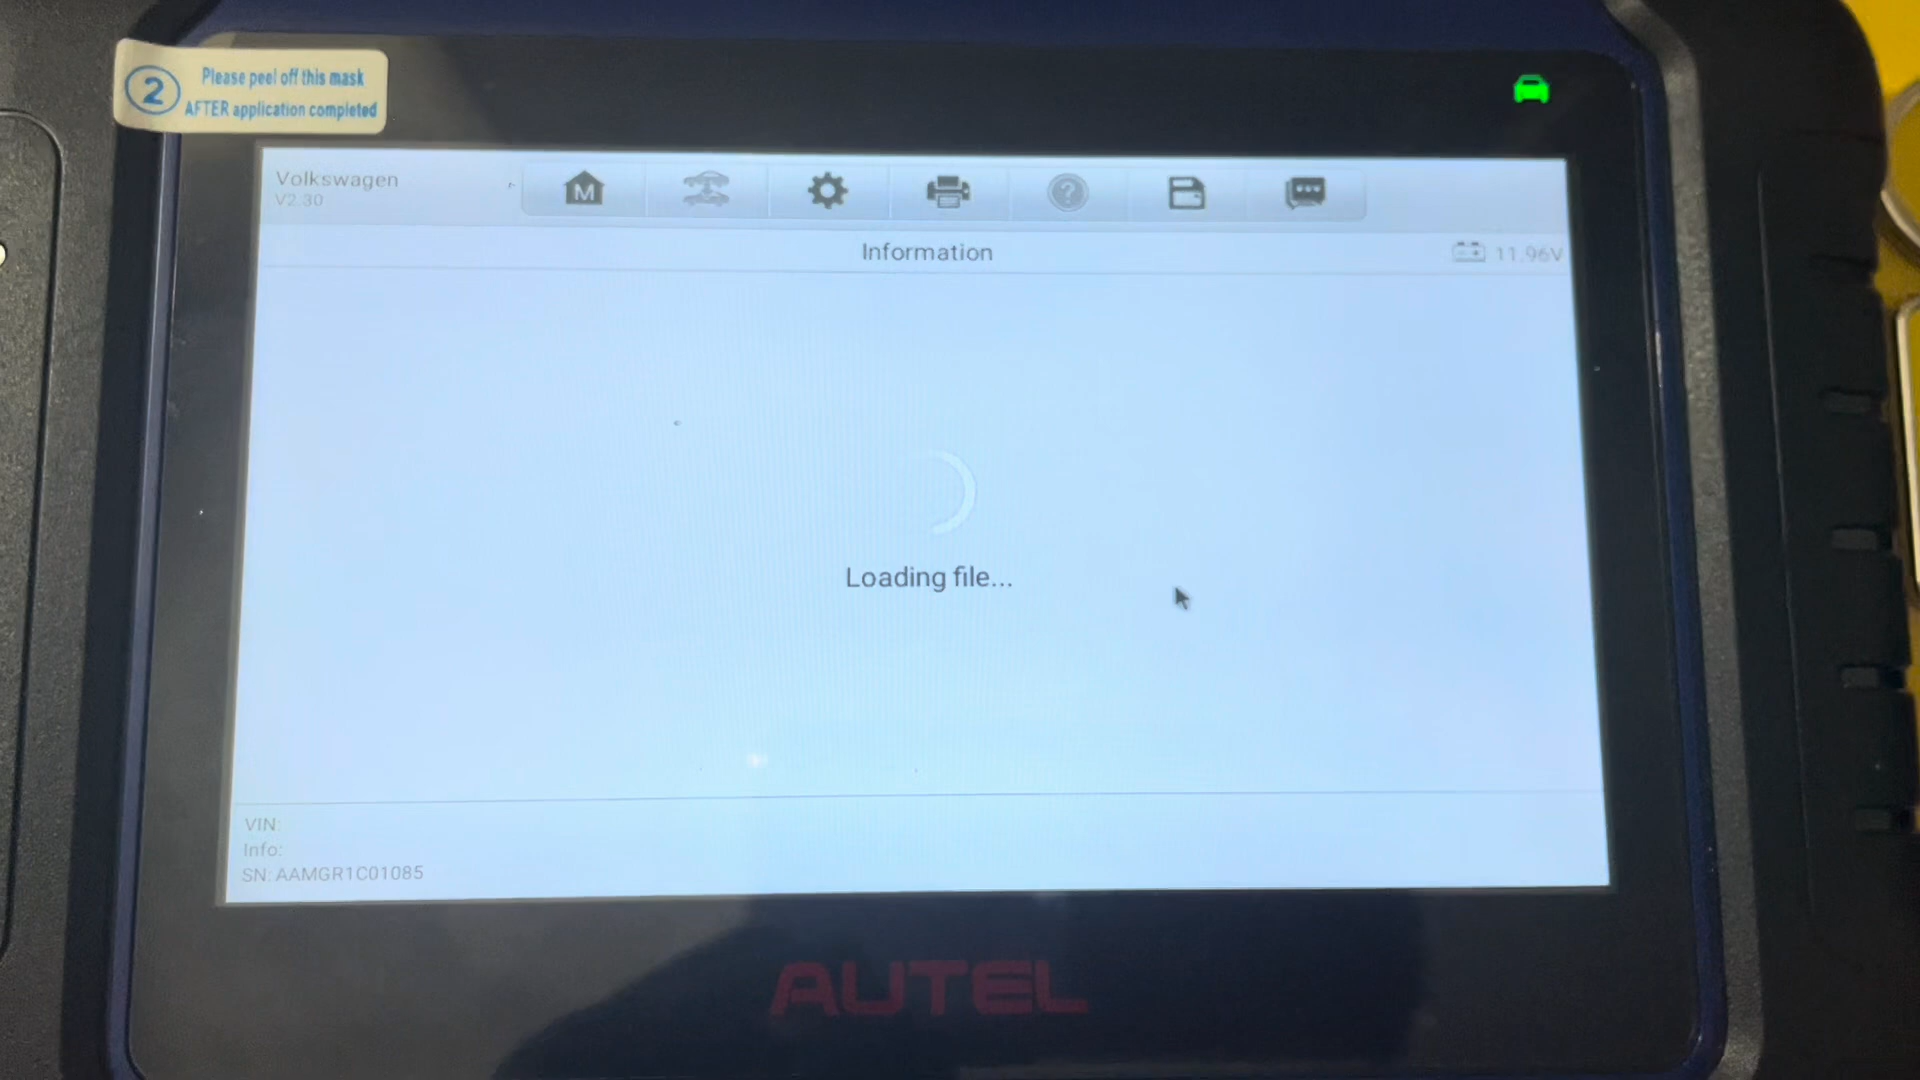 2
Please peel off this mask
AFTER application completed
Volkswagen
V2.30
M
?
Information
11.96V
Loading file...
VIN:
Info:
SN: AAMGR1C01085
AUTEL